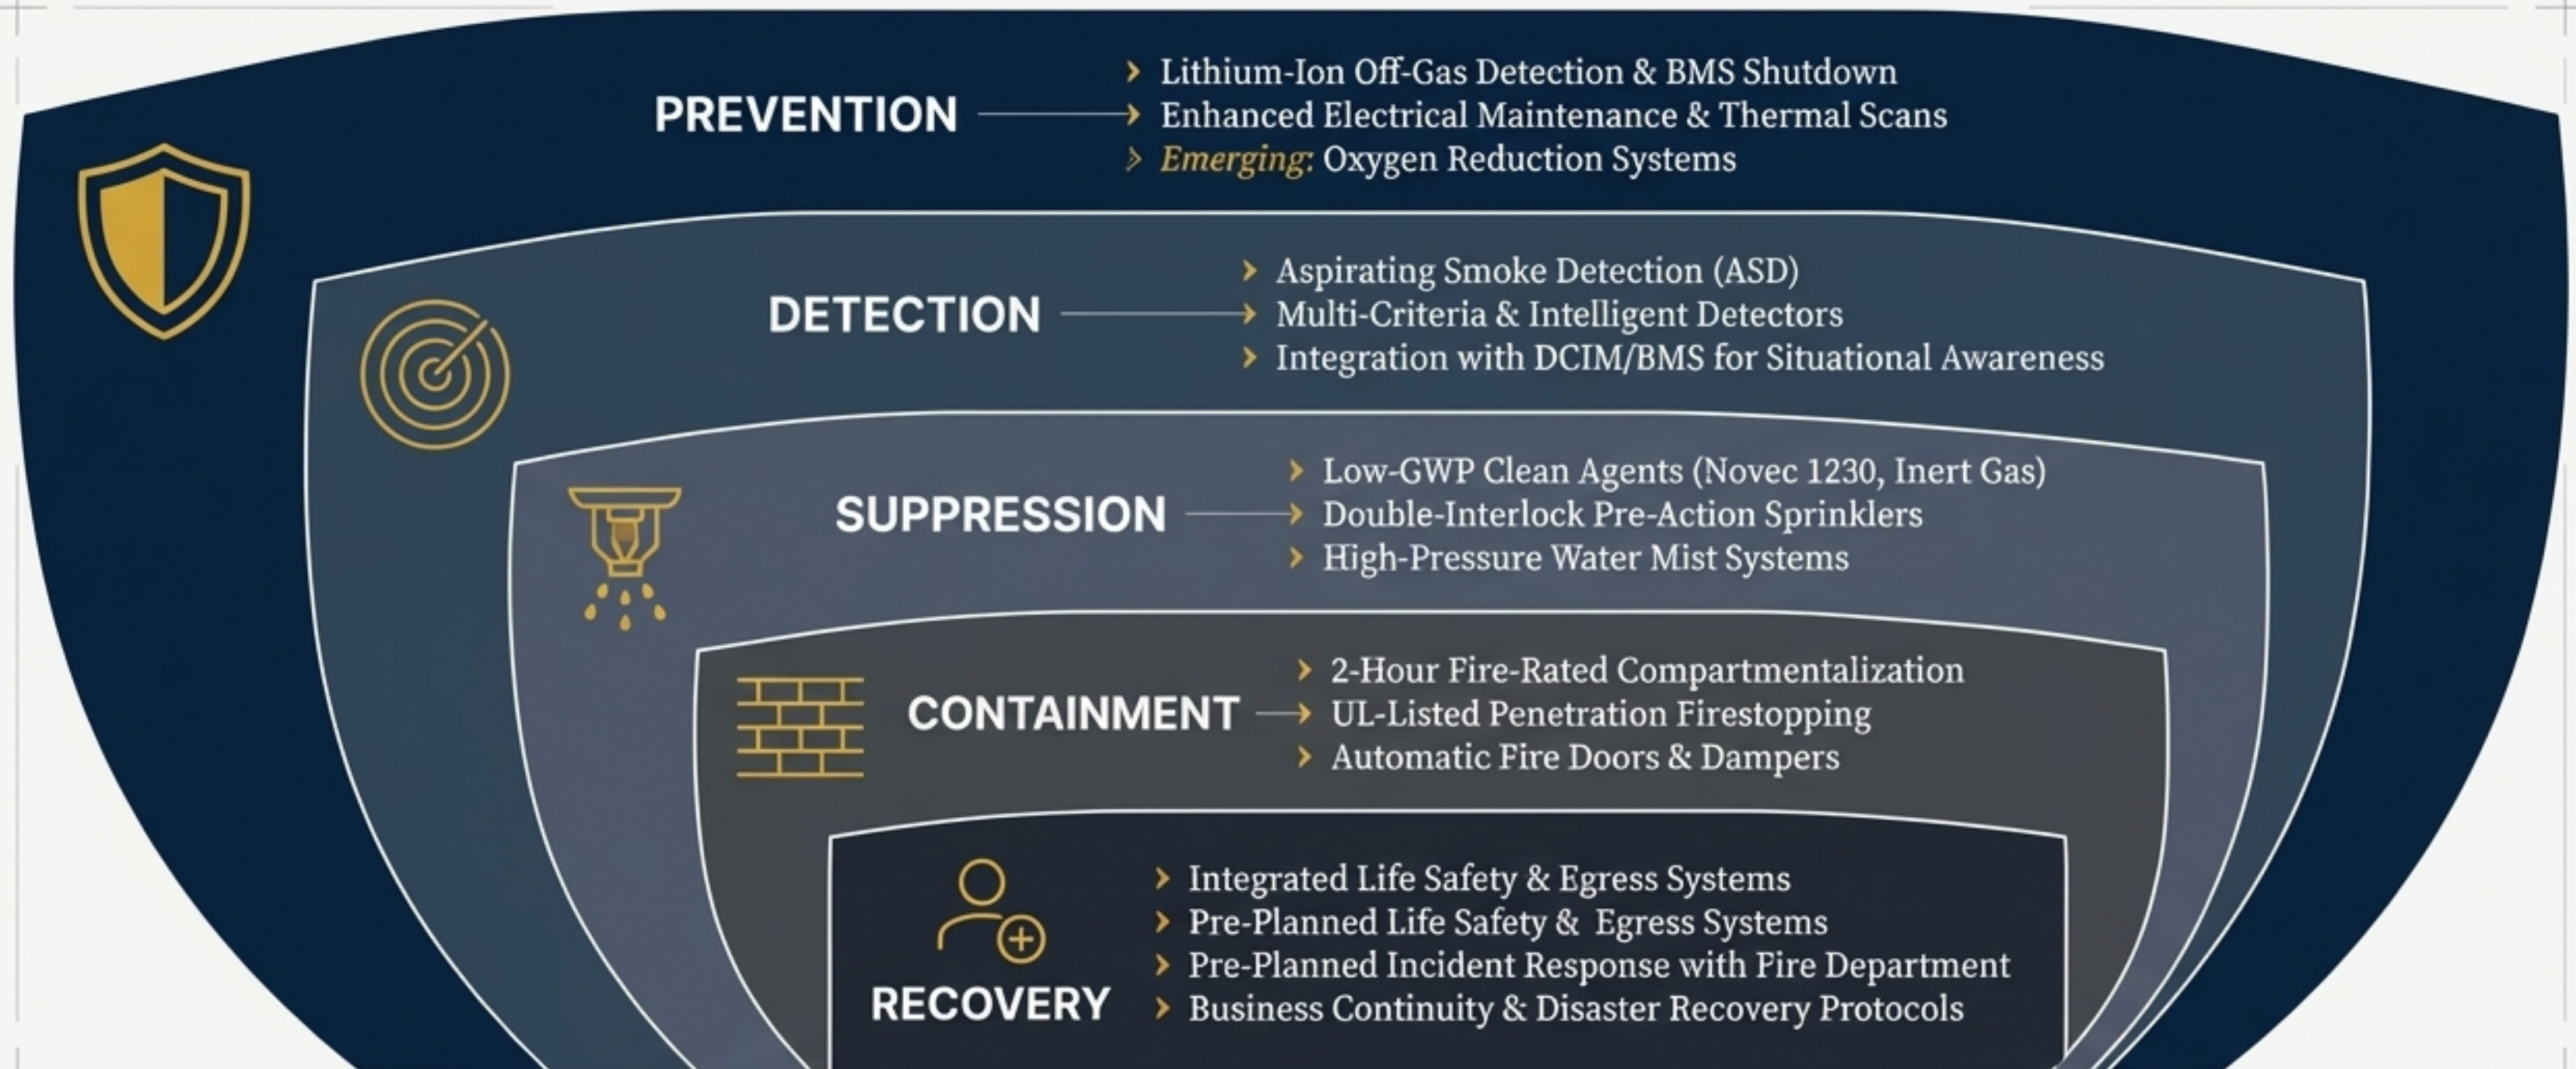 PREVENTION
Lithium-Ion Off-Gas Detection & BMS Shutdown
Enhanced Electrical Maintenance & Thermal Scans
Emerging: Oxygen Reduction Systems
DETECTION
Aspirating Smoke Detection (ASD)
Multi-Criteria & Intelligent Detectors
Integration with DCIM/BMS for Situational Awareness
SUPPRESSION
Low-GWP Clean Agents (Novec 1230, Inert Gas)
Double-Interlock Pre-Action Sprinklers
High-Pressure Water Mist Systems
CONTAINMENT
2-Hour Fire-Rated Compartmentalization
UL-Listed Penetration Firestopping
Automatic Fire Doors & Dampers
RECOVERY
Integrated Life Safety & Egress Systems
Pre-Planned Life Safety & Egress Systems
Pre-Planned Incident Response with Fire Department
Business Continuity & Disaster Recovery Protocols